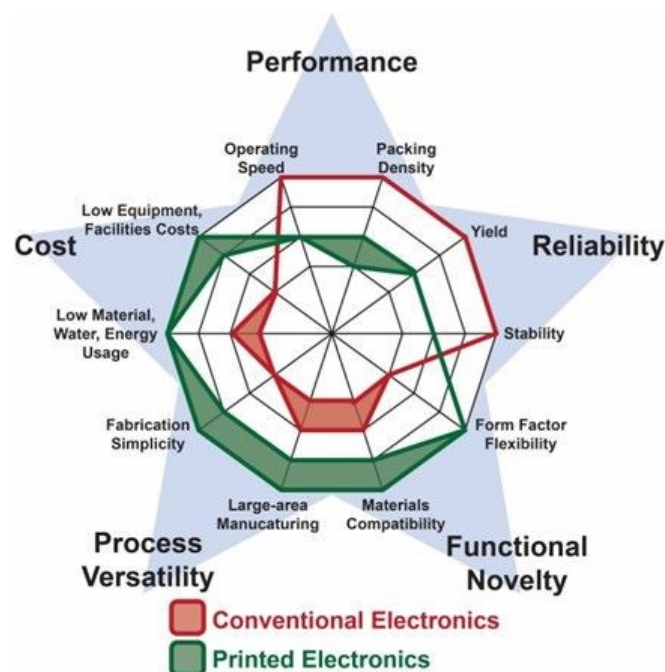 Performance
Operating
Speed
Packing
Density
Low Equipment,
Facilities Costs
Yield
Cost
Reliability
Low Material,
Water, Energy
Usage
Stability
Fabrication
Simplicity
Form Factor
Flexibility
Large-area
Manucaturing
Materials
Compatibility
Process
Versatility
Functional
Novelty
Conventional Electronics
Printed Electronics